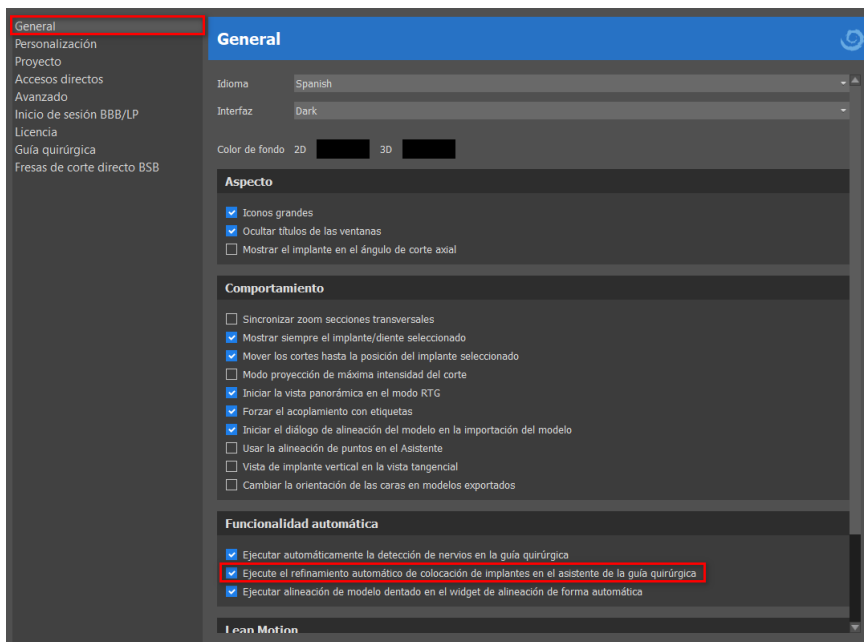 General
Personalización
Proyecto
Accesos directos
Avanzado
Inicio de sesión BBB/LP
Licencia
Guía quirúrgica
Fresas de corte directo BSB
General
Idioma Spanish
Interfaz Dark
Color de fondo 2D 3D
Aspecto
Iconos grandes
Ocultar títulos de las ventanas
Mostrar el implante en el ángulo de corte axial
Comportamiento
Sincronizar zoom secciones transversales
Mostrar siempre el implante/diente seleccionado
Mover los cortes hasta la posición del implante seleccionado
Modo proyección de máxima intensidad del corte
Iniciar la vista panorámica en el modo RTG
Forzar el acoplamiento con etiquetas
Iniciar el diálogo de alineación del modelo en la importación del modelo
Usar la alineación de puntos en el Asistente
Vista de implante vertical en la vista tangencial
Cambiar la orientación de las caras en modelos exportados
Funcionalidad automática
Ejecutar automáticamente la detección de nervios en la guía quirúrgica
Ejecute el refinamiento automático de colocación de implantes en el asistente de la guía quirúrgica
Ejecutar alineación de modelo dentado en el widget de alineación de forma automática
Lean Motion